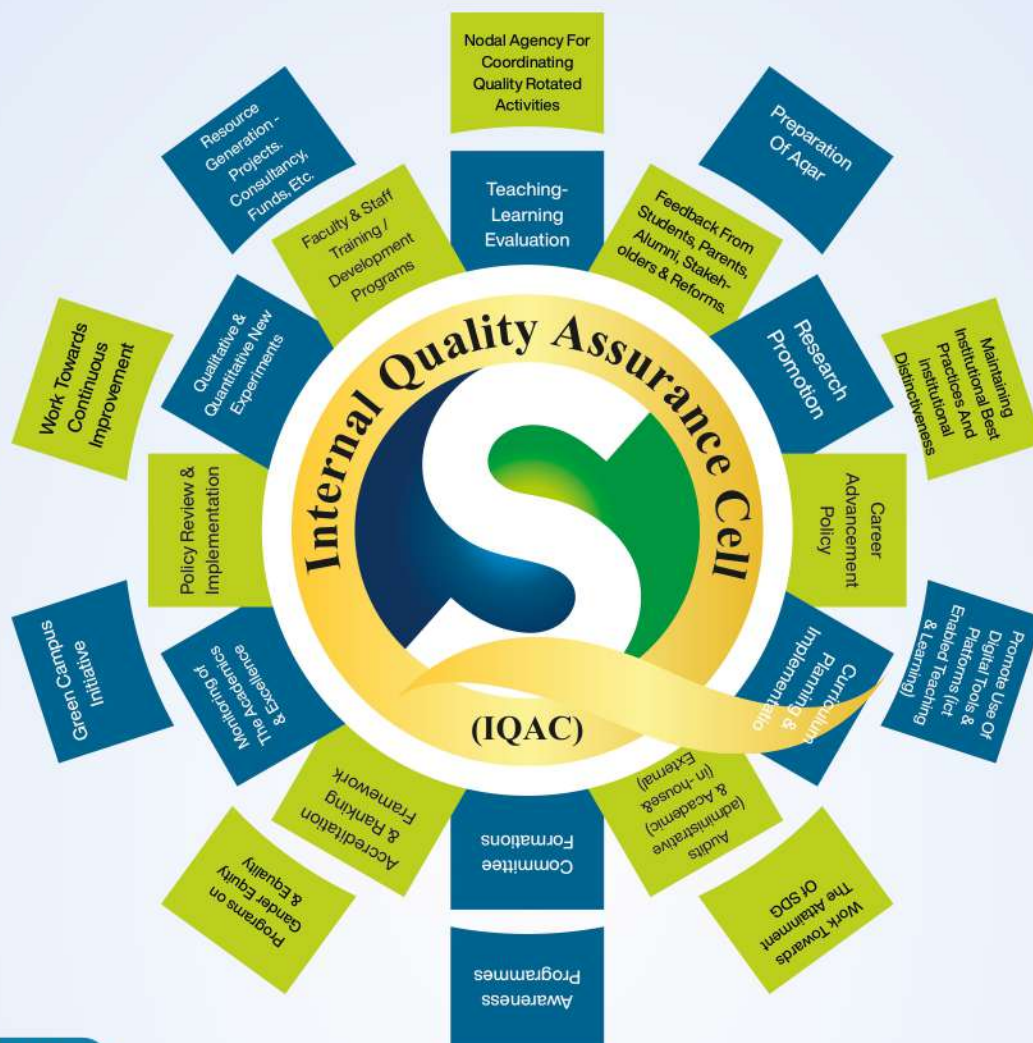 Nodal Agency For
Coordinating
Quality Rotated
Activities
Preparation
Of Aqar
Maintaining
Institutional Best
Practices And
institutional
Distinctiveness
Promote Use Of
Digital Tools &
Platforms (ict
Enabled Teaching
& Learning)
Work Towards
The Attainment
Of SDG
Awareness
Programmes
Programs on
Gander Equity
& Equality
Green Campus
Initiative
Work Towards
Continuous
Improvement
Resource
Generation -
Projects.
Consultancy,
Funds, Etc.
Teaching-
Learning
Evaluation
Feedback From
Students, Parents,
Alumni, Stakeh-
olders & Reforms.
Research
Promotion
Career
Advancement
Policy
Curriculum
Planning &
Implementatio
Audits
(administrative
& Academic)
(in-house&
External)
Committee
Formations
Accreditation
& Ranking
Framework
Monitoring of
The Academics
& Excellence
Policy Review &
Implementation
Qualitative &
Quantitative New
Experiments
Faculty & Staff
Training /
Development
Programs
Internal Quality Assurance Cell
S
(IQAC)